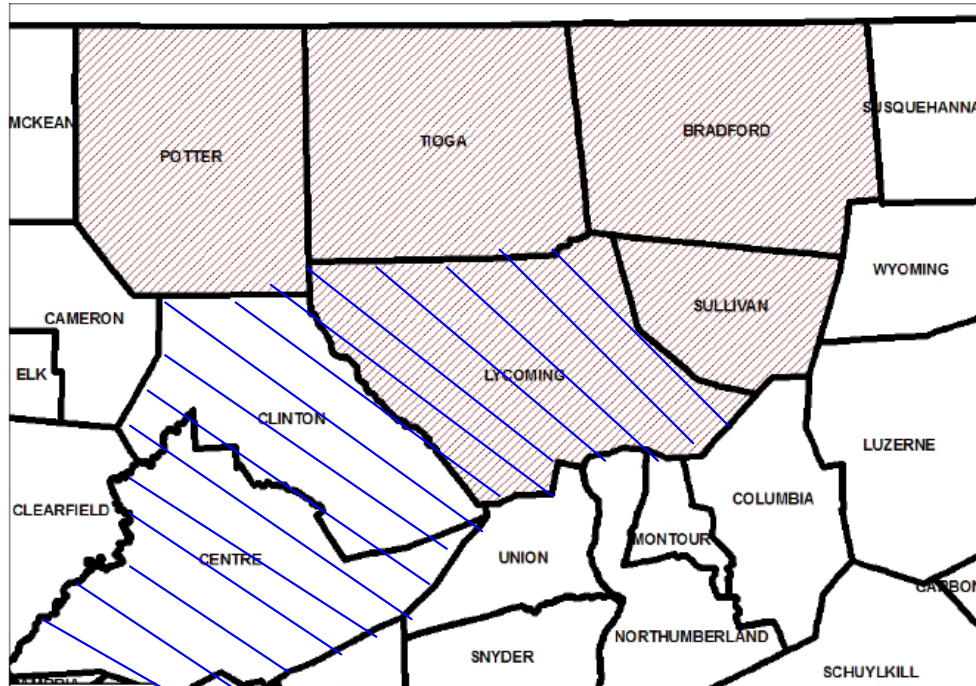 MCKEAN
POTTER
TIOGA
BRADFORD
SUSQUEHANNA
CAMERON
ELK
CLINTON
LYCOMING
SULLIVAN
WYOMING
CLEARFIELD
CENTRE
UNION
MONTOUR
COLUMBIA
LUZERNE
CARBON
SNYDER
NORTHUMBERLAND
SCHUYLKILL